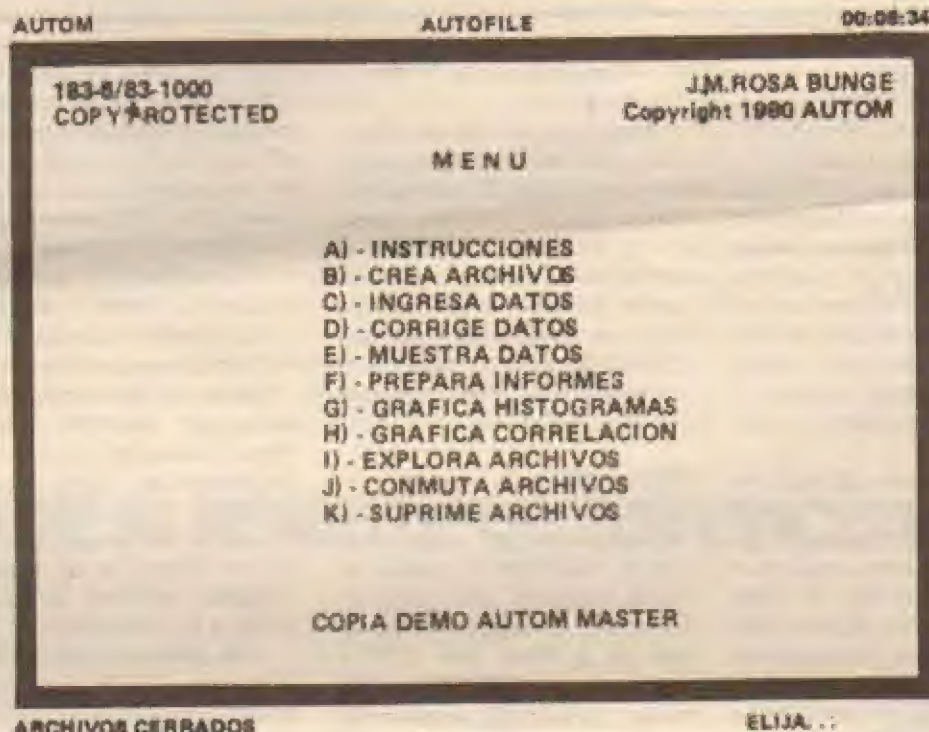 AUTOM AUTOFILE 00:08:34
183-8/83-1000 J.M.ROSA BUNGE
COPY PROTECTED Copyright 1980 AUTOM
MENU
A) - INSTRUCCIONES
B) - CREA ARCHIVOS
C) - INGRESA DATOS
D) - CORRIGE DATOS
E) - MUESTRA DATOS
F) - PREPARA INFORMES
G) - GRAFICA HISTOGRAMAS
H) - GRAFICA CORRELACION
I) - EXPLORA ARCHIVOS
J) - CONMUTA ARCHIVOS
K) - SUPRIME ARCHIVOS
COPIA DEMO AUTOM MASTER
ARCHIVOS CERRADOS ELIJA. .: